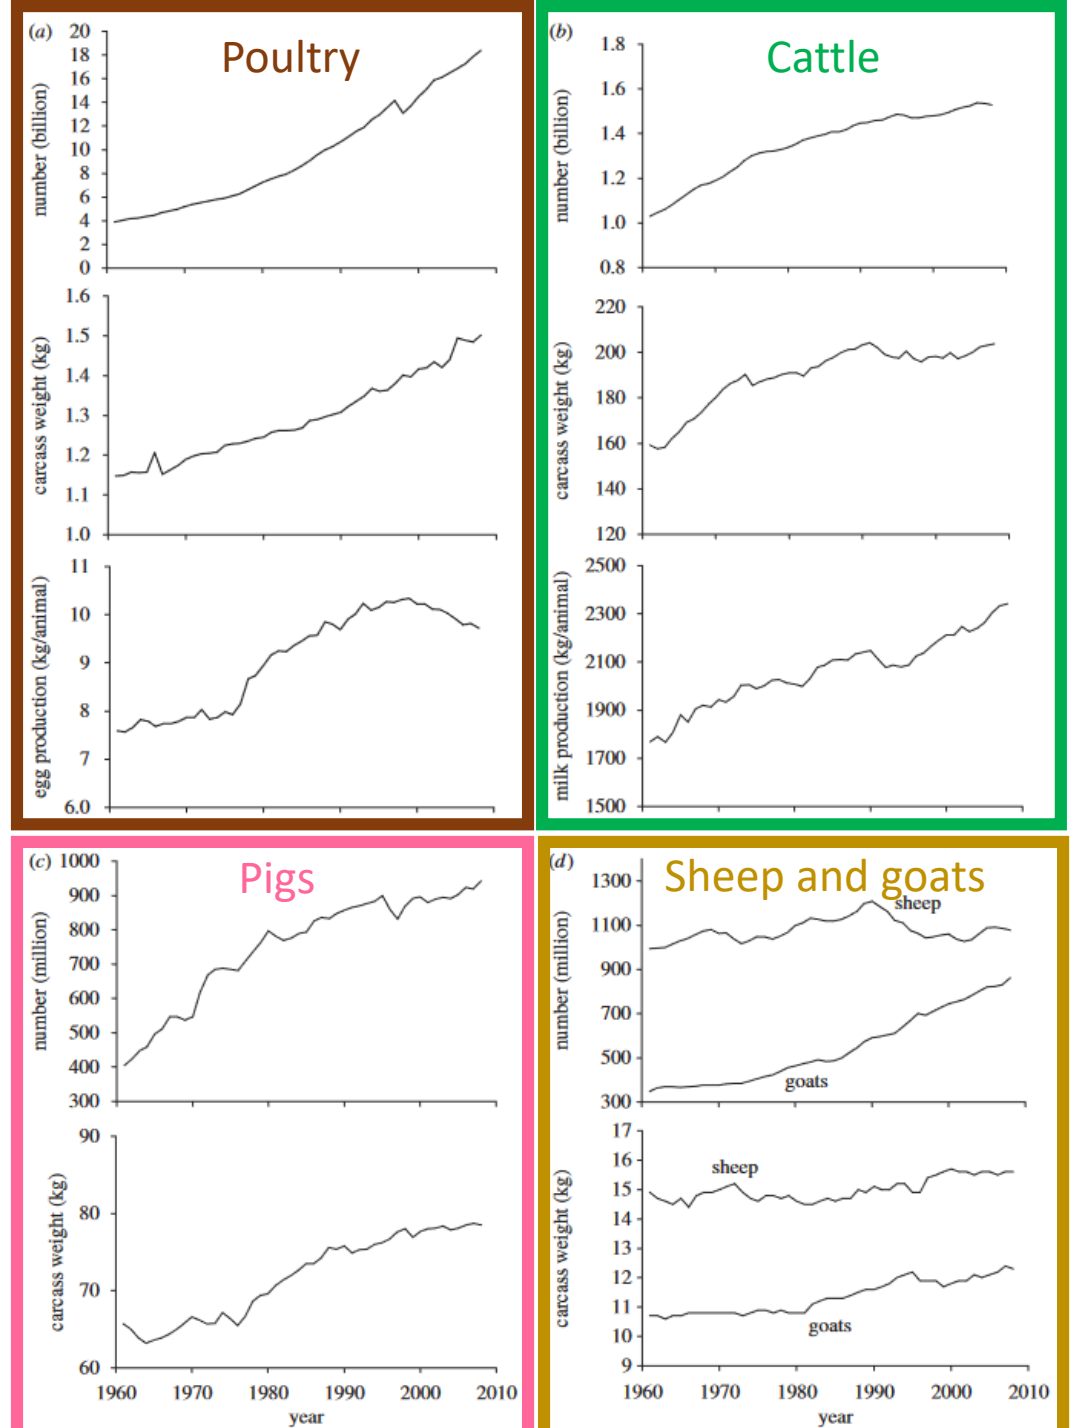 (a)
Poultry
20
18
16
14
12
10
8
6
4
2
0
number (billion)
1.6
1.5
1.4
1.3
1.2
1.1
1.0
carcass weight (kg)
11
10
9
8
7
6.0
egg production (kg/animal)
(b)
Cattle
1.8
1.6
1.4
1.2
1.0
0.8
number (billion)
220
200
180
160
140
120
carcass weight (kg)
2500
2300
2100
1900
1700
1500
milk production (kg/animal)
(c)
Pigs
1000
900
800
700
600
500
400
300
number (million)
90
80
70
60
carcass weight (kg)
1960 1970 1980 1990 2000 2010
year
(d)
Sheep and goats
1300
1100
900
700
500
300
number (million)
sheep
goats
17
16
15
14
13
12
11
10
9
carcass weight (kg)
sheep
goats
1960 1970 1980 1990 2000 2010
year